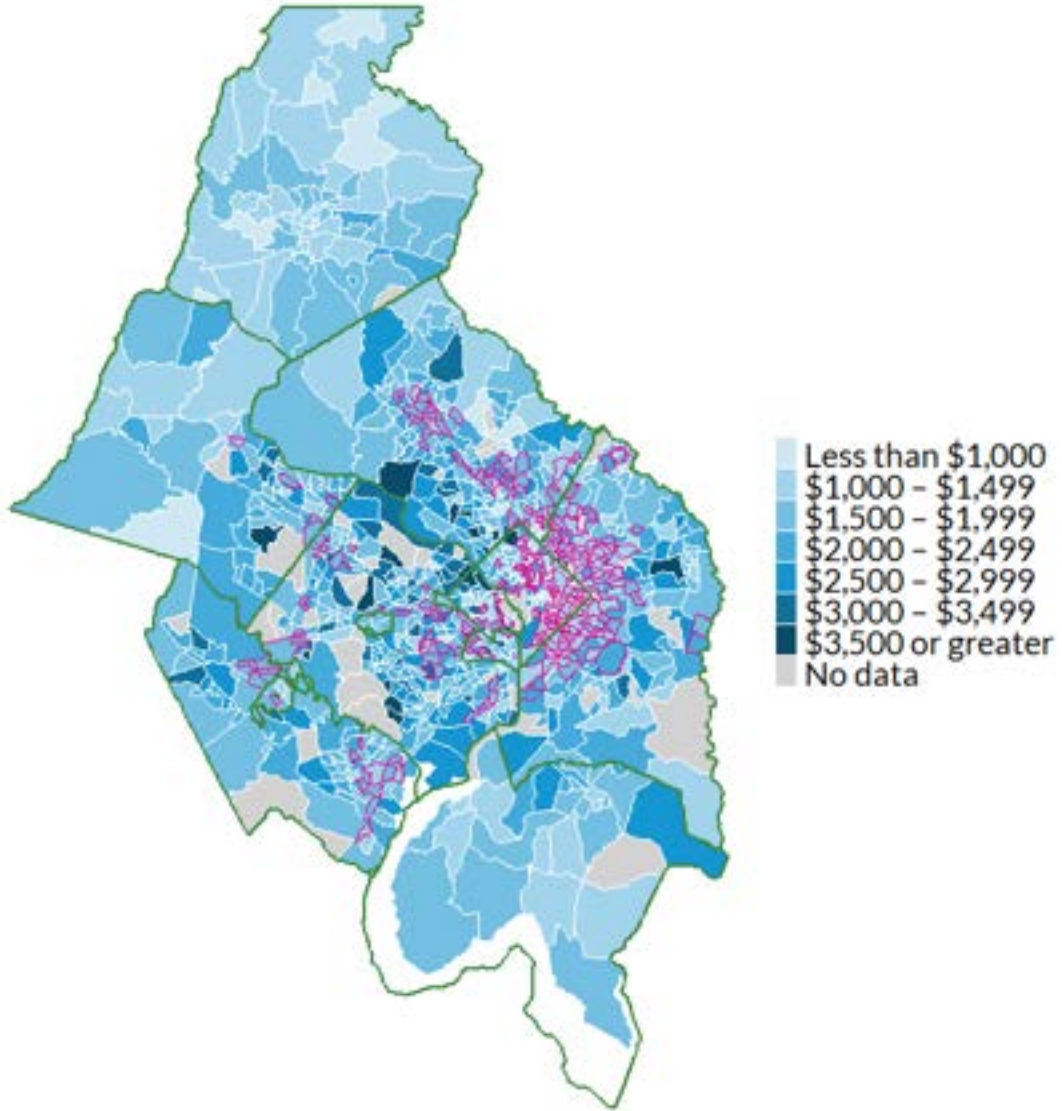 Less than $1,000
$1,000 – $1,499
$1,500 – $1,999
$2,000 – $2,499
$2,500 – $2,999
$3,000 – $3,499
$3,500 or greater
No data